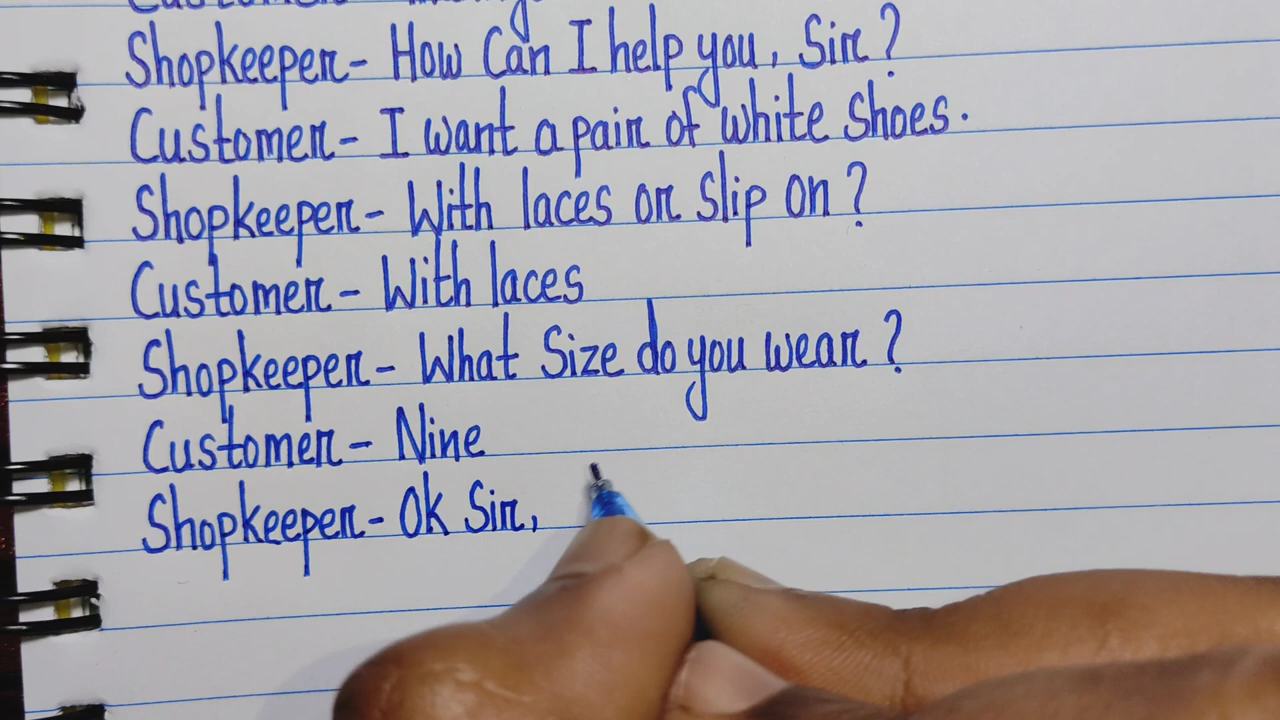 Shopkeeper- How Can I help you, Sir?
Customer- I want a pair of white shoes.
Shopkeeper- With laces or slip on?
Customer- With laces
Shopkeeper- What Size do you wear?
Customer- Nine
Shopkeeper- Ok Sir,